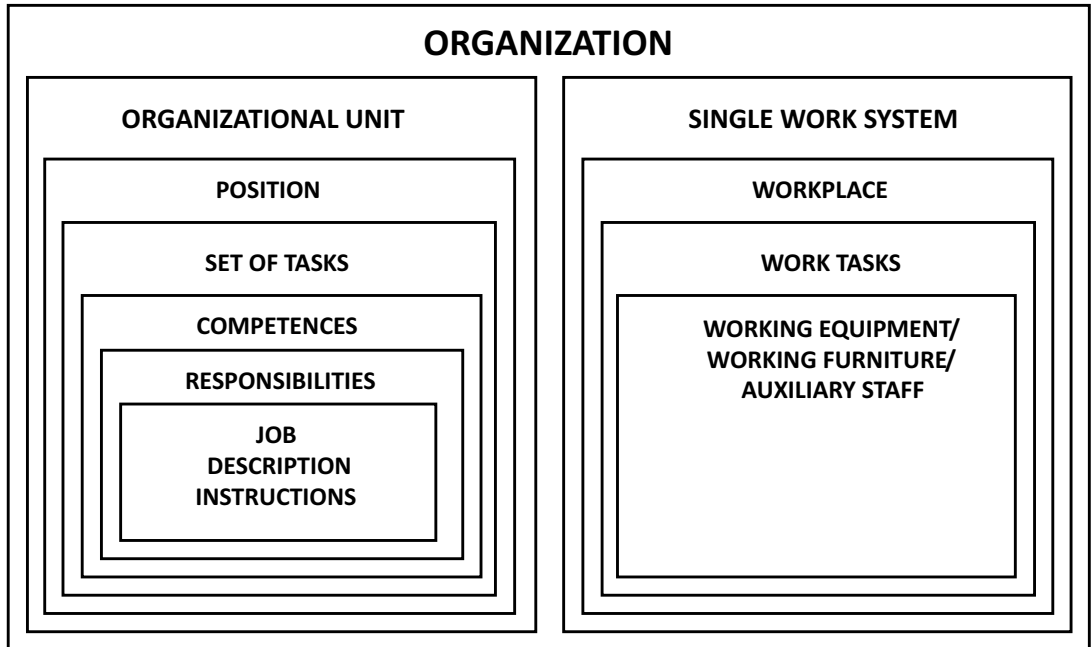 ORGANIZATION
ORGANIZATIONAL UNIT
POSITION
SET OF TASKS
COMPETENCES
RESPONSIBILITIES
JOB
DESCRIPTION
INSTRUCTIONS
SINGLE WORK SYSTEM
WORKPLACE
WORK TASKS
WORKING EQUIPMENT/
WORKING FURNITURE/
AUXILIARY STAFF